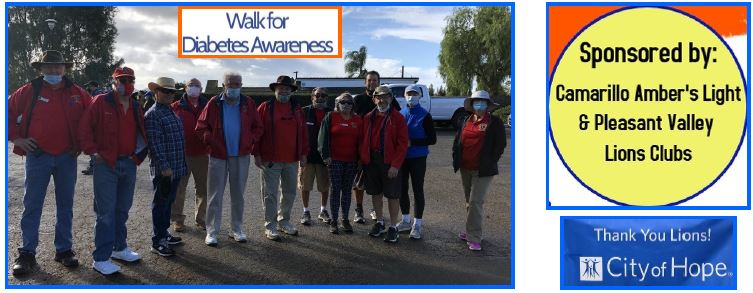 Walk for
Diabetes Awareness
Sponsored by:
Camarillo Amber's Light
& Pleasant Valley
Lions Clubs
Thank You Lions!
City of Hope®